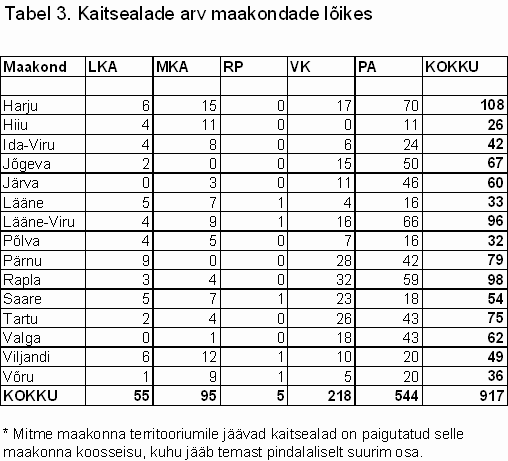 Tabel 3. Kaitsealade arv maakondade lõikes
Maakond LKA MKA RP VK PA KOKKU
Harju 6 15 0 17 70 108
Hiiu 4 11 0 0 11 26
Ida-Viru 4 8 0 6 24 42
Jõgeva 2 0 0 15 50 67
Järva 0 3 0 11 46 60
Lääne 5 7 1 4 16 33
Lääne-Viru 4 9 1 16 66 96
Põlva 4 5 0 7 16 32
Pärnu 9 0 0 28 42 79
Rapla 3 4 0 32 59 98
Saare 5 7 1 23 18 54
Tartu 2 4 0 26 43 75
Valga 0 1 0 18 43 62
Viljandi 6 12 1 10 20 49
Võru 1 9 1 5 20 36
KOKKU 55 95 5 218 544 917
* Mitme maakonna territooriumile jäävad kaitsealad on paigutatud selle
maakonna koosseisu, kuhu jääb temast pindalaliselt suurim osa.